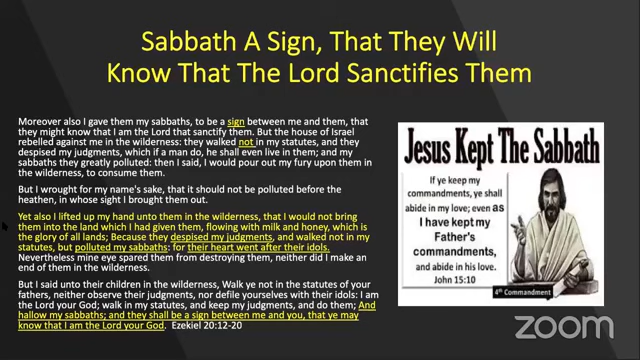 Sabbath A Sign, That They Will
Know That The Lord Sanctifies Them
Moreover also I gave them my sabbaths, to be a sign between me and them, that
they might know that I am the Lord that sanctify them. But the house of Israel
rebelled against me in the wilderness: they walked not in my statutes, and they
despised my judgments, which if a man do, he shall even live in them; and my
sabbaths they greatly polluted: then I said, I would pour out my fury upon them in
the wilderness, to consume them.
But I wrought for my name's sake, that it should not be polluted before the
heathen, in whose sight I brought them out.
Yet also I lifted up my hand unto them in the wilderness, that I would not bring
them into the land which I had given them, flowing with milk and honey, which is
the glory of all lands; Because they despised my judgments, and walked not in my
statutes, but polluted my sabbaths: for their heart went after their idols.
Nevertheless mine eye spared them from destroying them, neither did I make an
end of them in the wilderness.
But I said unto their children in the wilderness, Walk ye not in the statutes of your
fathers, neither observe their judgments, nor defile yourselves with their idols: I am
the Lord your God; walk in my statutes, and keep my judgments, and do them; And
hallow my sabbaths; and they shall be a sign between me and you, that ye may
know that I am the Lord your God. Ezekiel 20:12-20
Jesus Kept The Sabbath
If ye keep my
commandments, ye shall
abide in my love; even as
I have kept my
Father's
commandments,
and abide in his love.
John 15:10
4th Commandment
zoom